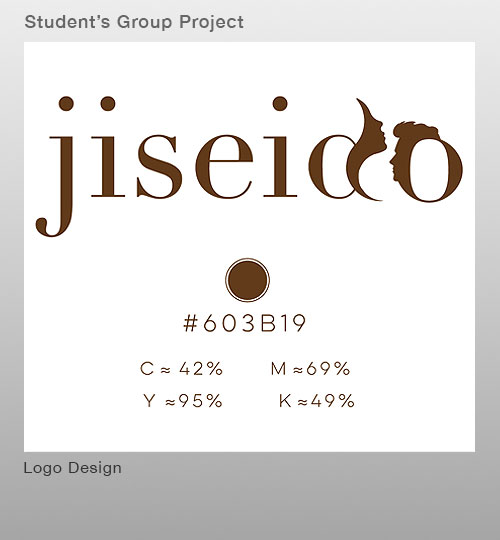 Student's Group Project
jiseido
#603B19
C ≈ 42% M ≈69%
Y ≈95% K ≈49%
Logo Design